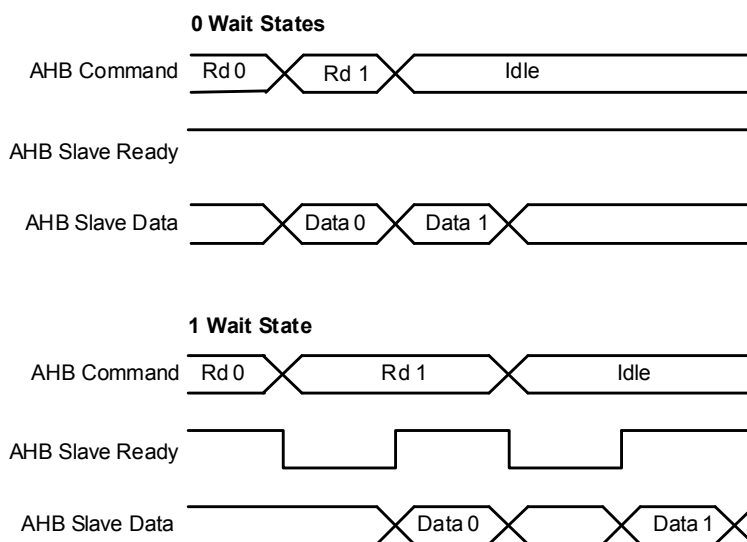 0 Wait States
AHB Command Rd 0 Rd 1 Idle
AHB Slave Ready
AHB Slave Data Data 0 Data 1
1 Wait State
AHB Command Rd 0 Rd 1 Idle
AHB Slave Ready
AHB Slave Data Data 0 Data 1